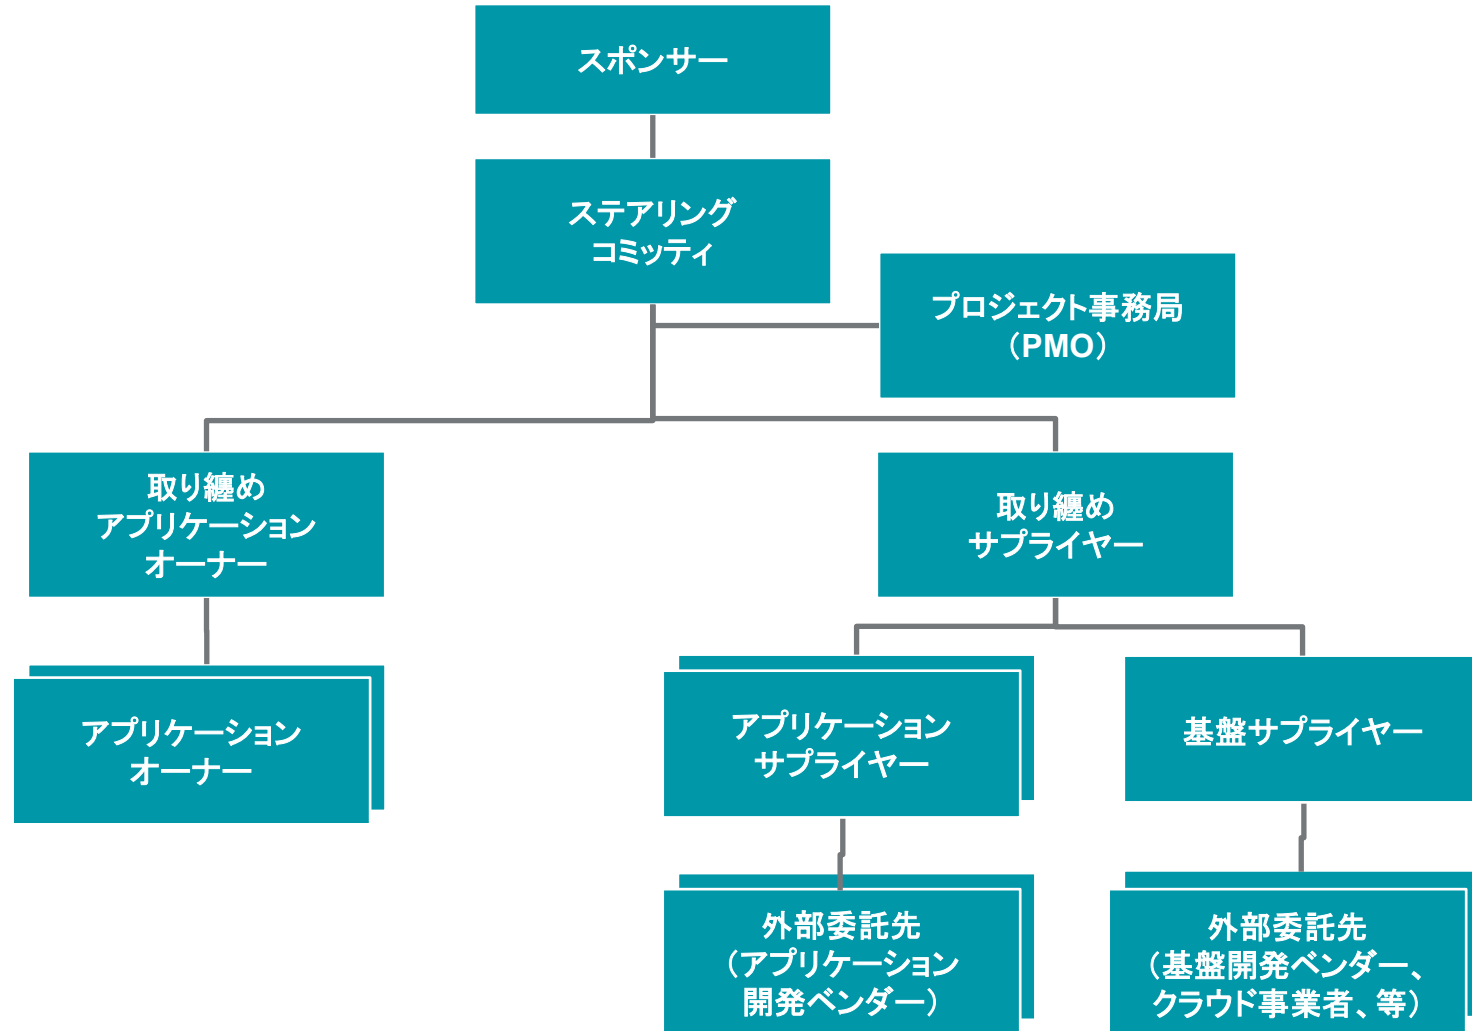 スポンサー
ステアリング
コミッティ
プロジェクト事務局
（PMO）
取り纏め
アプリケーション
オーナー
取り纏め
サプライヤー
アプリケーション
オーナー
アプリケーション
サプライヤー
基盤サプライヤー
外部委託先
（アプリケーション
開発ベンダー）
外部委託先
（基盤開発ベンダー、
クラウド事業者、等）